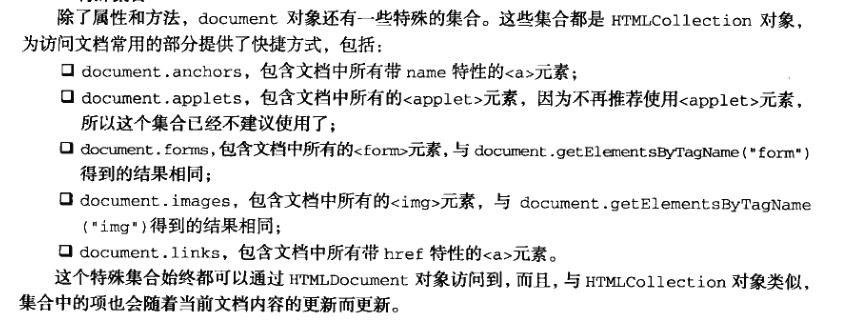 除了属性和方法，document 对象还有一些特殊的集合。这些集合都是 HTMLCollection 对象，
为访问文档常用的部分提供了快捷方式，包括：
❑ document.anchors，包含文档中所有带 name 特性的<a>元素；
❑ document.applets，包含文档中所有的<applet>元素，因为不再推荐使用<applet>元素，
所以这个集合已经不建议使用了；
❑ document.forms，包含文档中所有的<form>元素，与 document.getElementsByTagName("form")
得到的结果相同；
❑ document.images，包含文档中所有的<img>元素，与 document.getElementsByTagName
("img")得到的结果相同；
❑ document.links，包含文档中所有带 href 特性的<a>元素。
这个特殊集合始终都可以通过 HTMLDocument 对象访问到，而且，与 HTMLCollection 对象类似，
集合中的项也会随着当前文档内容的更新而更新。